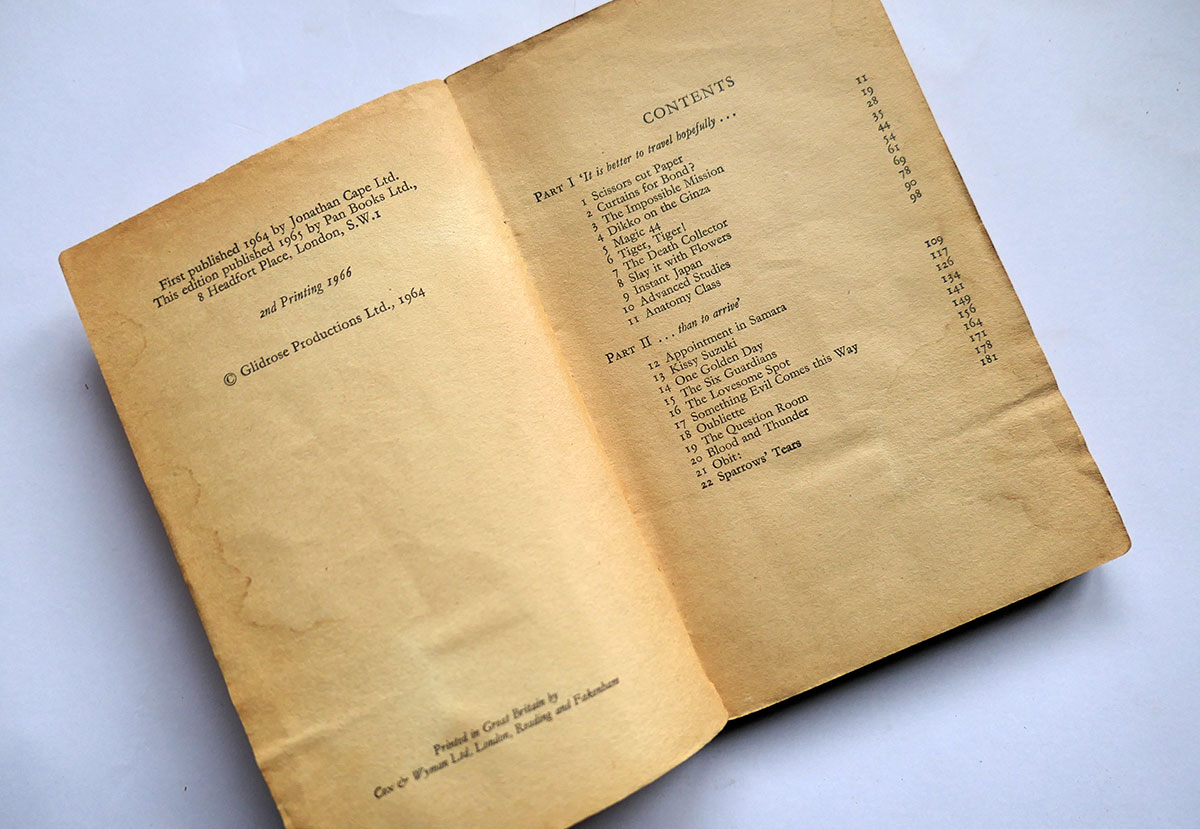 First published 1964 by Jonathan Cape Ltd.
This edition published 1965 by Pan Books Ltd.,
8 Headfort Place, London, S.W.1
2nd Printing 1966
© Glidrose Productions Ltd., 1964
Printed in Great Britain by
Cox & Wyman Ltd, London, Reading and Fakenham
CONTENTS
PART I 'It is better to travel hopefully ...
1 Scissors cut Paper 11
2 Curtains for Bond? 19
3 The Impossible Mission 28
4 Dikko on the Ginza 35
5 Magic 44 44
6 Tiger, Tiger! 54
7 The Death Collector 61
8 Slay it with Flowers 69
9 Instant Japan 78
10 Advanced Studies 90
11 Anatomy Class 98
PART II ... than to arrive'
12 Appointment in Samara 109
13 Kissy Suzuki 117
14 One Golden Day 126
15 The Six Guardians 134
16 The Lovesome Spot 141
17 Something Evil Comes this Way 149
18 Oubliette 156
19 The Question Room 164
20 Blood and Thunder 171
21 Obit: 178
22 Sparrows' Tears 181